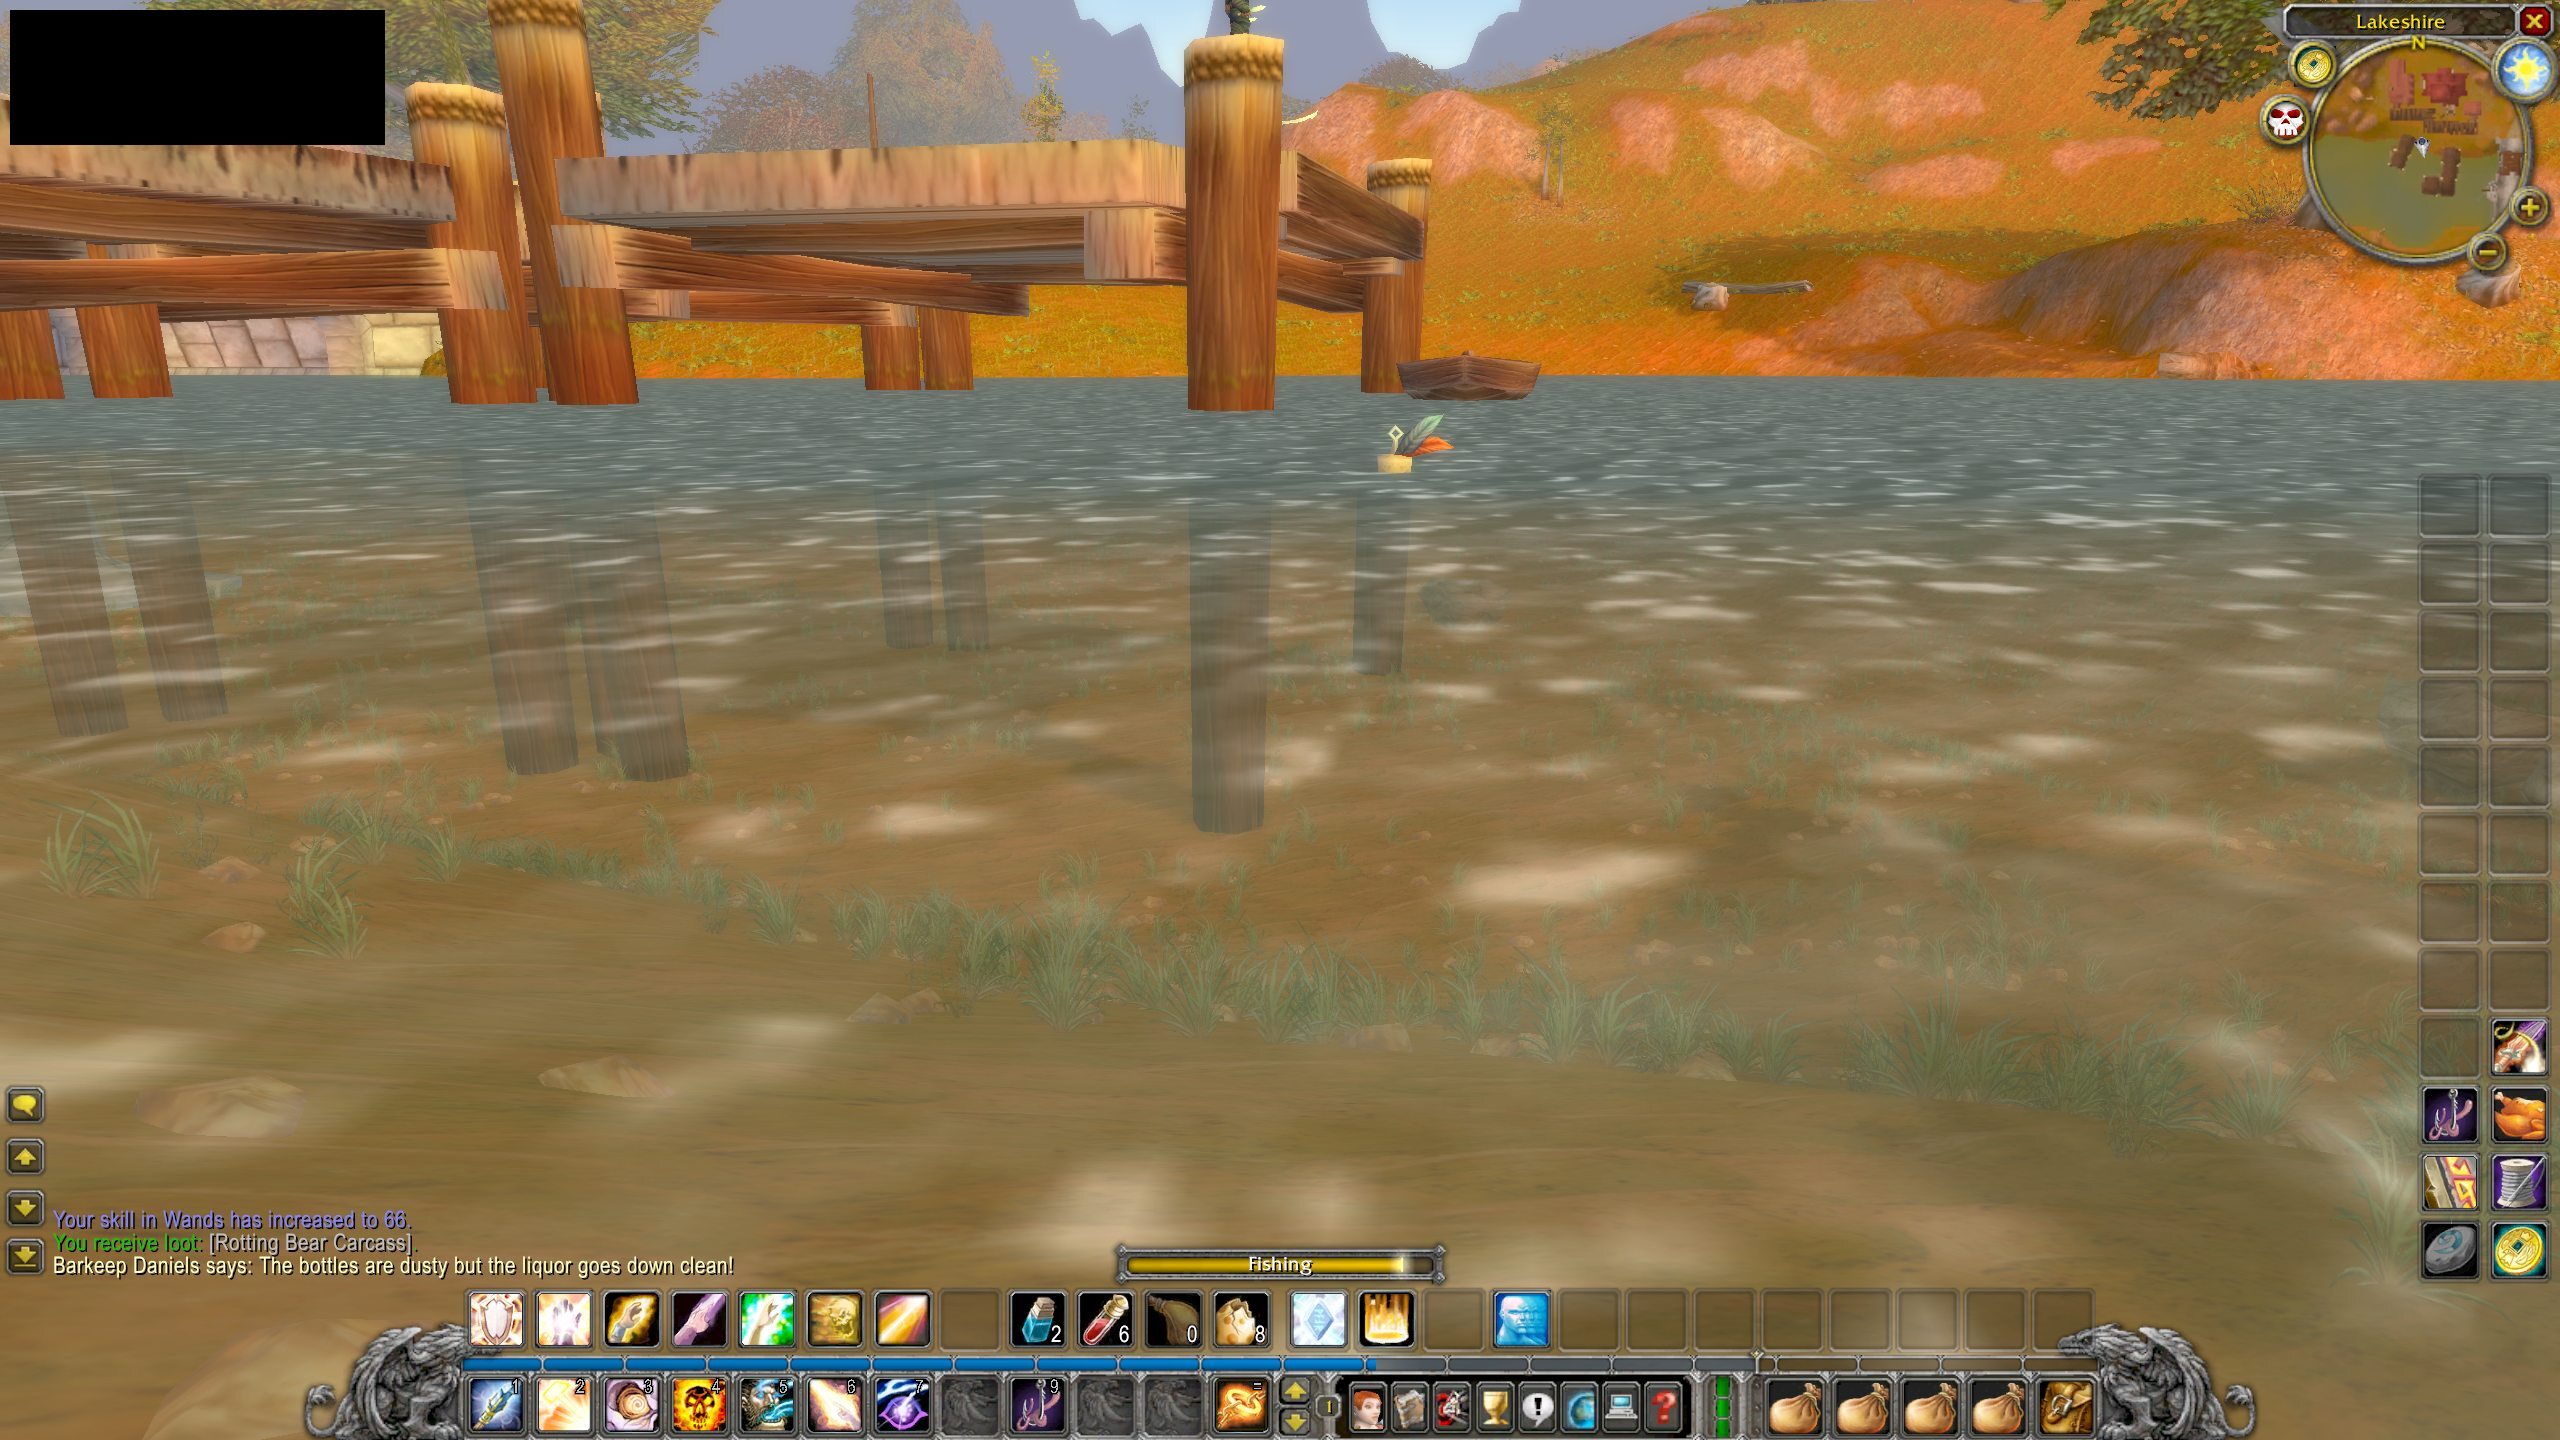 Lakeshire
N
Your skill in Wands has increased to 66.
You receive loot: [Rotting Bear Carcass].
Barkeep Daniels says: The bottles are dusty but the liquor goes down clean!
Fishing
2 6 0 8
1 2 3 4 5 6 7 9 =
1